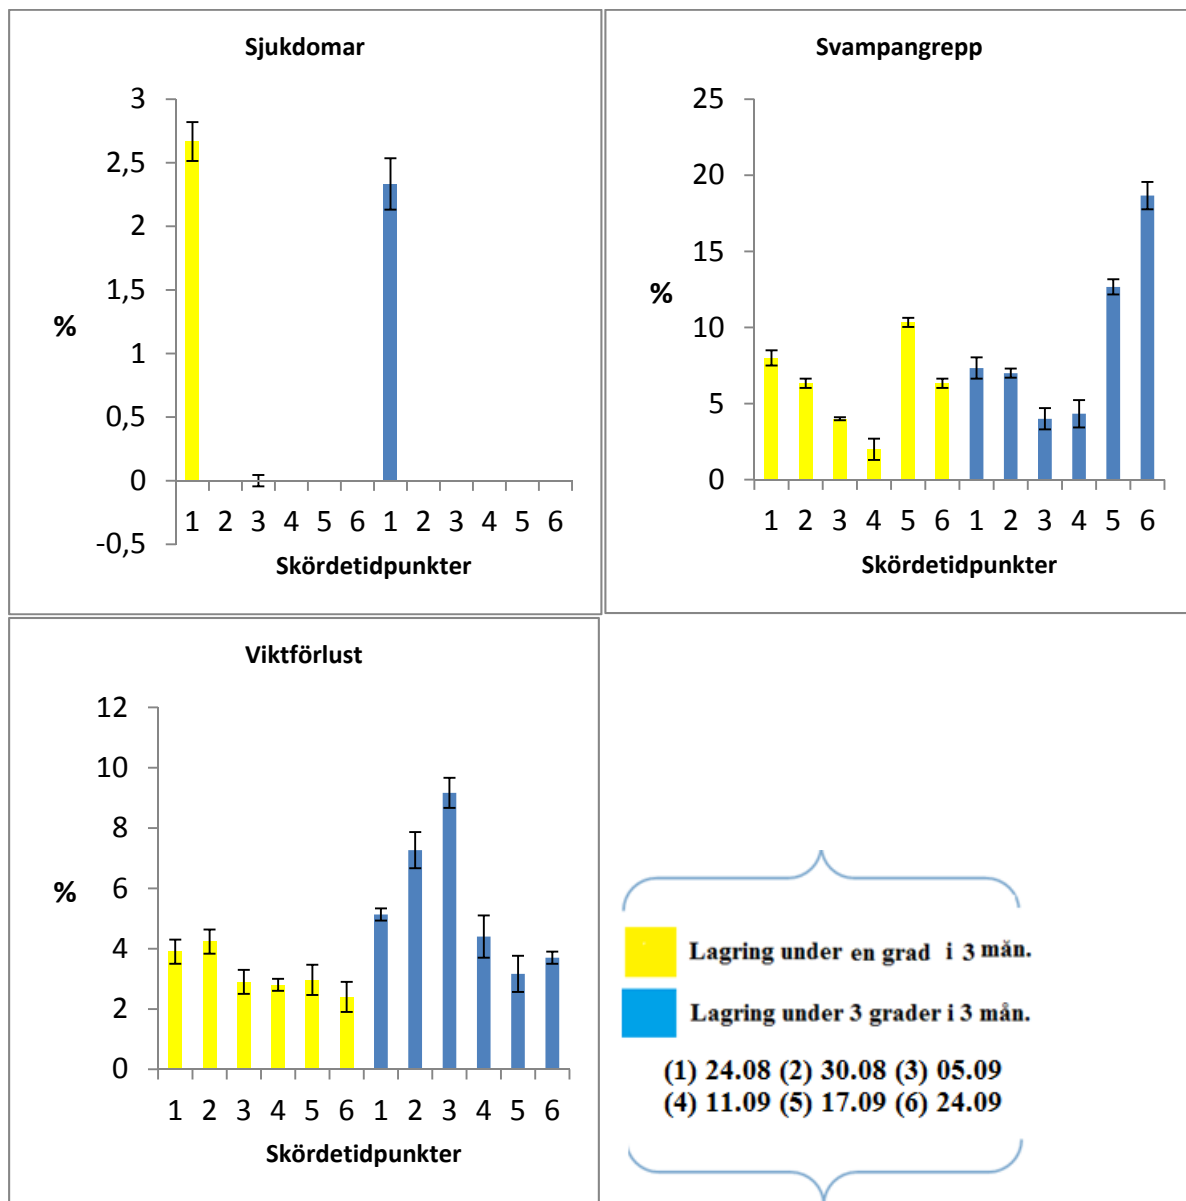 Sjukdomar
3
2,5
2
1,5
1
0,5
0
-0,5
%
1 2 3 4 5 6 1 2 3 4 5 6
Skördetidpunkter
Svampangrepp
25
20
15
10
5
0
%
1 2 3 4 5 6 1 2 3 4 5 6
Skördetidpunkter
Viktförlust
12
10
8
6
4
2
0
%
1 2 3 4 5 6 1 2 3 4 5 6
Skördetidpunkter
Lagring under en grad i 3 mån.
Lagring under 3 grader i 3 mån.
(1) 24.08 (2) 30.08 (3) 05.09
(4) 11.09 (5) 17.09 (6) 24.09